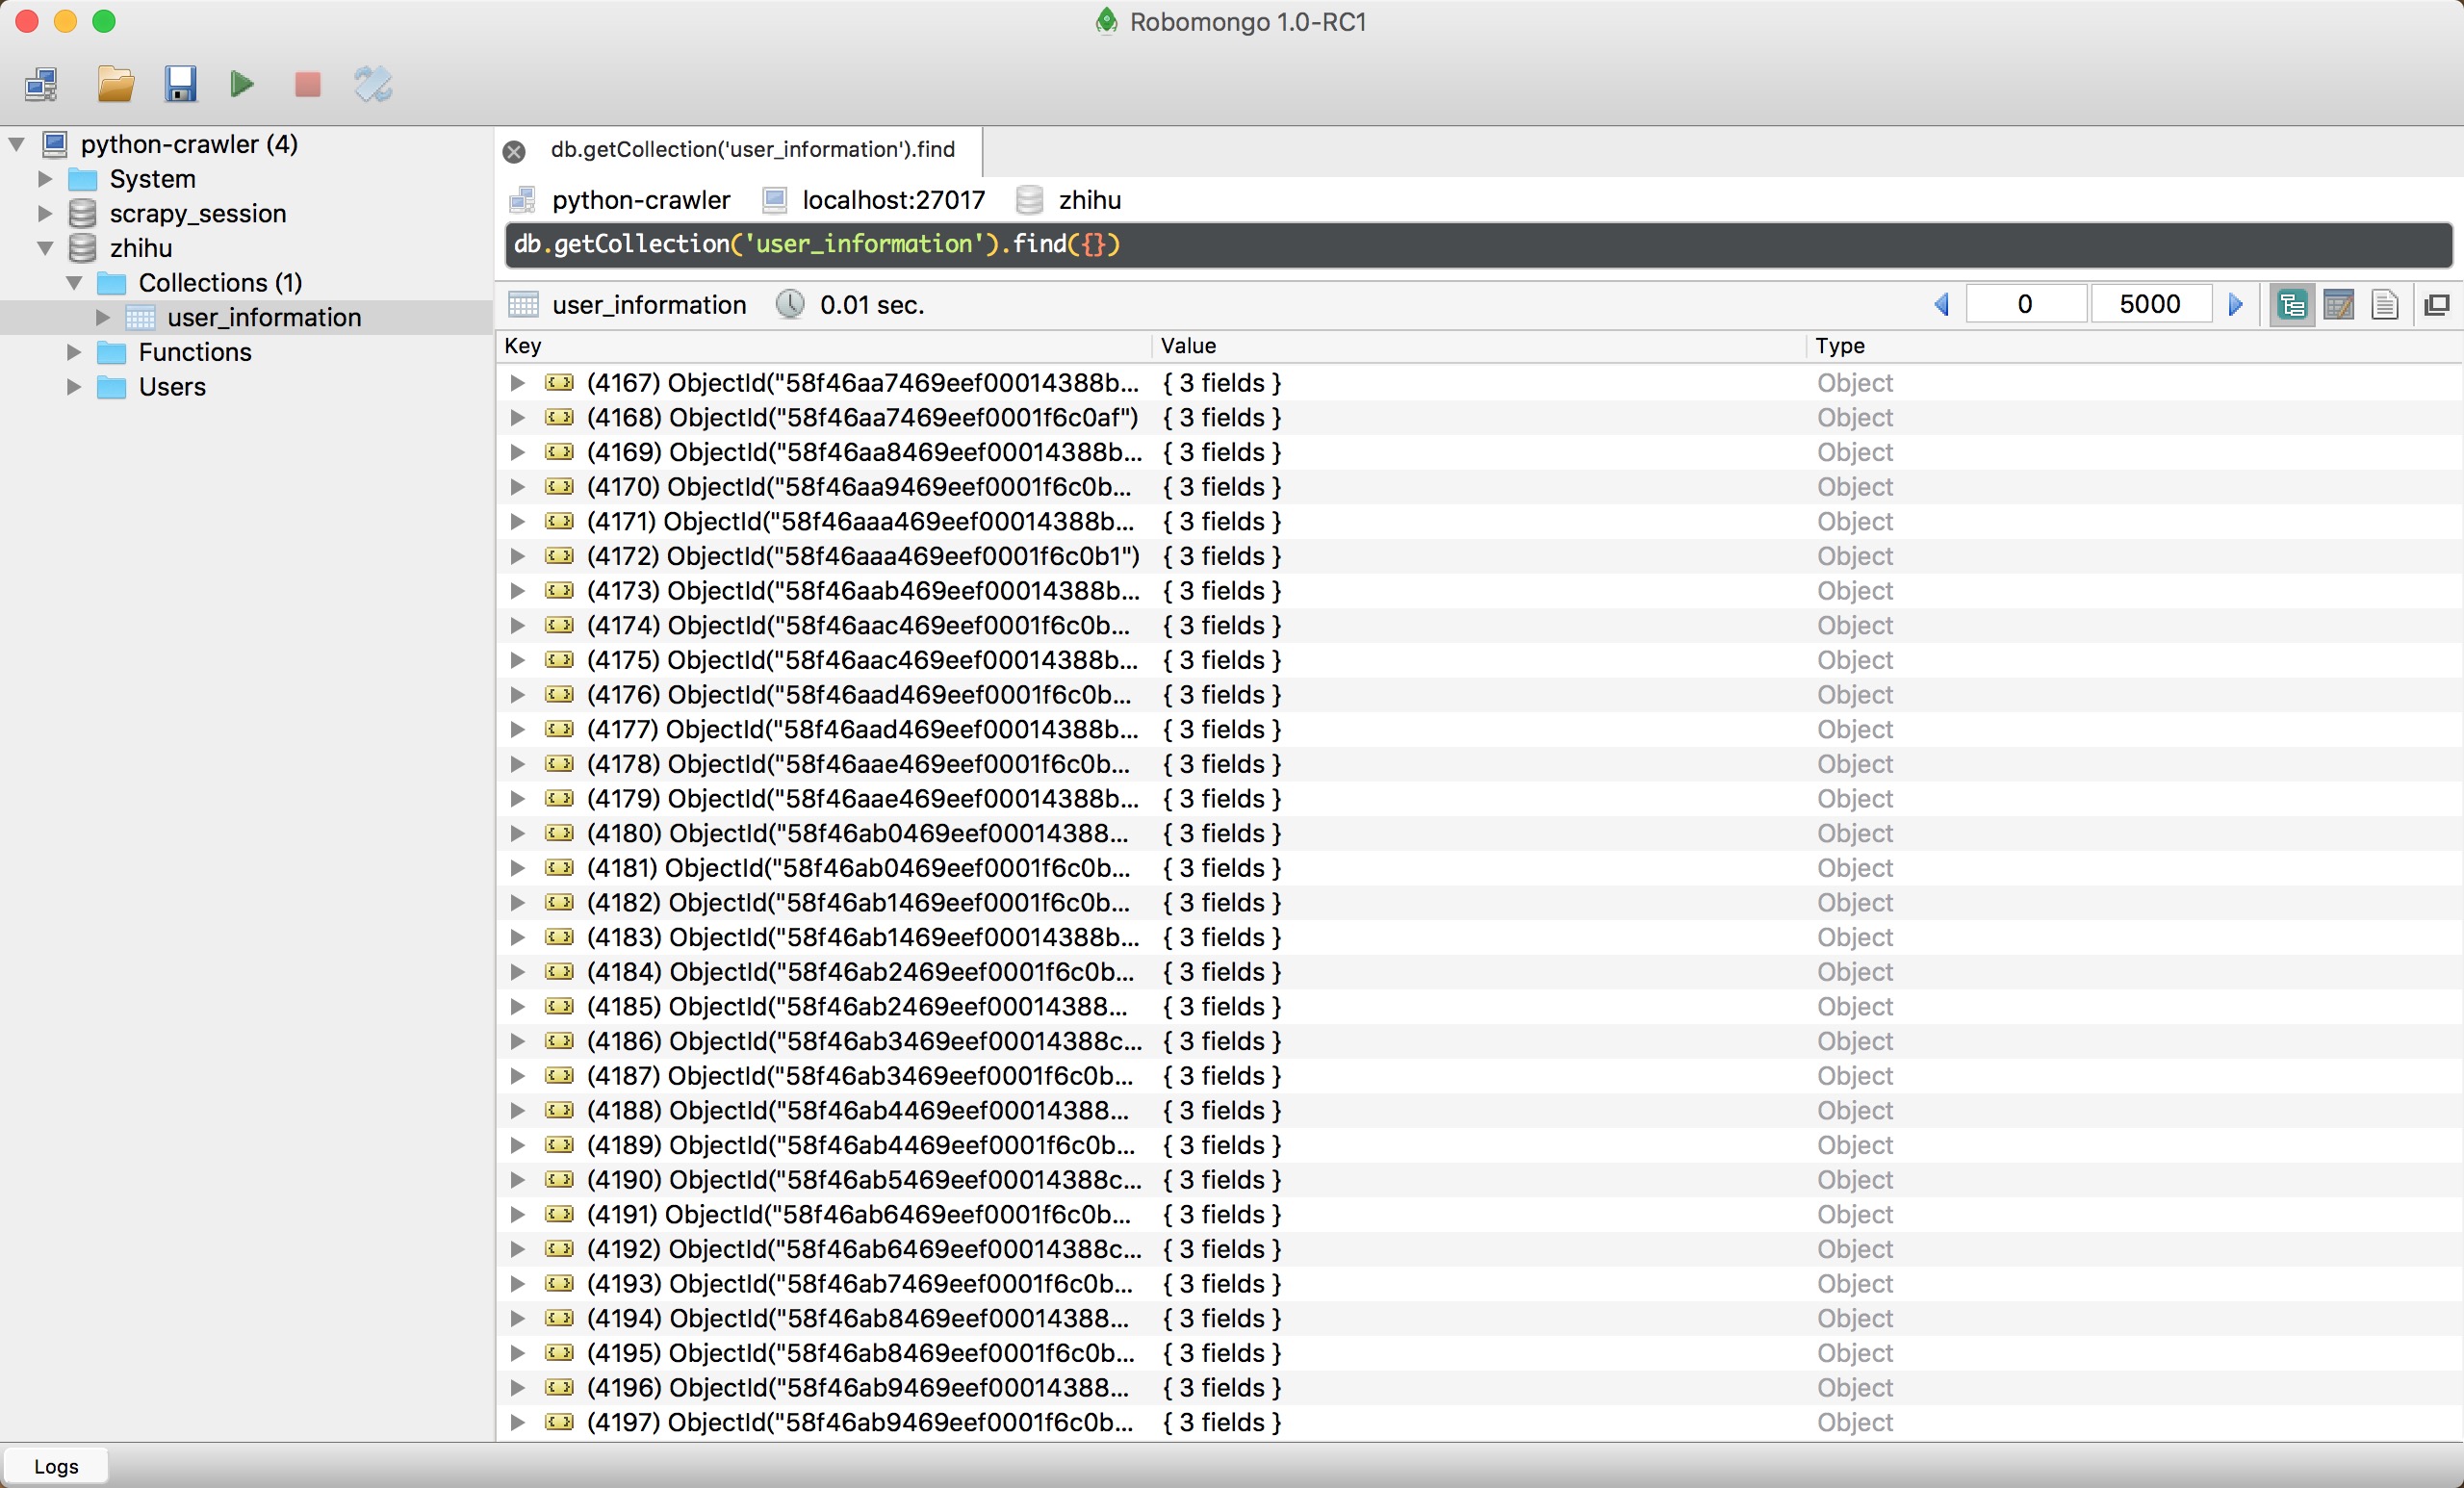 Robomongo 1.0-RC1
python-crawler (4)
System
scrapy_session
zhihu
Collections (1)
user_information
Functions
Users
db.getCollection('user_information').find
python-crawler localhost:27017 zhihu
db.getCollection('user_information').find({})
user_information 0.01 sec. 0 5000
Key Value Type
(4167) ObjectId("58f46aa7469eef00014388b... { 3 fields } Object
(4168) ObjectId("58f46aa7469eef0001f6c0af") { 3 fields } Object
(4169) ObjectId("58f46aa8469eef00014388b... { 3 fields } Object
(4170) ObjectId("58f46aa9469eef0001f6c0b... { 3 fields } Object
(4171) ObjectId("58f46aaa469eef00014388b... { 3 fields } Object
(4172) ObjectId("58f46aaa469eef0001f6c0b1") { 3 fields } Object
(4173) ObjectId("58f46aab469eef00014388b... { 3 fields } Object
(4174) ObjectId("58f46aac469eef0001f6c0b... { 3 fields } Object
(4175) ObjectId("58f46aac469eef00014388b... { 3 fields } Object
(4176) ObjectId("58f46aad469eef0001f6c0b... { 3 fields } Object
(4177) ObjectId("58f46aad469eef00014388b... { 3 fields } Object
(4178) ObjectId("58f46aae469eef0001f6c0b... { 3 fields } Object
(4179) ObjectId("58f46aae469eef00014388b... { 3 fields } Object
(4180) ObjectId("58f46ab0469eef00014388... { 3 fields } Object
(4181) ObjectId("58f46ab0469eef0001f6c0b... { 3 fields } Object
(4182) ObjectId("58f46ab1469eef0001f6c0b... { 3 fields } Object
(4183) ObjectId("58f46ab1469eef00014388b... { 3 fields } Object
(4184) ObjectId("58f46ab2469eef0001f6c0b... { 3 fields } Object
(4185) ObjectId("58f46ab2469eef00014388... { 3 fields } Object
(4186) ObjectId("58f46ab3469eef00014388c... { 3 fields } Object
(4187) ObjectId("58f46ab3469eef0001f6c0b... { 3 fields } Object
(4188) ObjectId("58f46ab4469eef00014388... { 3 fields } Object
(4189) ObjectId("58f46ab4469eef0001f6c0b... { 3 fields } Object
(4190) ObjectId("58f46ab5469eef00014388c... { 3 fields } Object
(4191) ObjectId("58f46ab6469eef0001f6c0b... { 3 fields } Object
(4192) ObjectId("58f46ab6469eef00014388c... { 3 fields } Object
(4193) ObjectId("58f46ab7469eef0001f6c0b... { 3 fields } Object
(4194) ObjectId("58f46ab8469eef00014388... { 3 fields } Object
(4195) ObjectId("58f46ab8469eef0001f6c0b... { 3 fields } Object
(4196) ObjectId("58f46ab9469eef00014388... { 3 fields } Object
(4197) ObjectId("58f46ab9469eef0001f6c0b... { 3 fields } Object
Logs